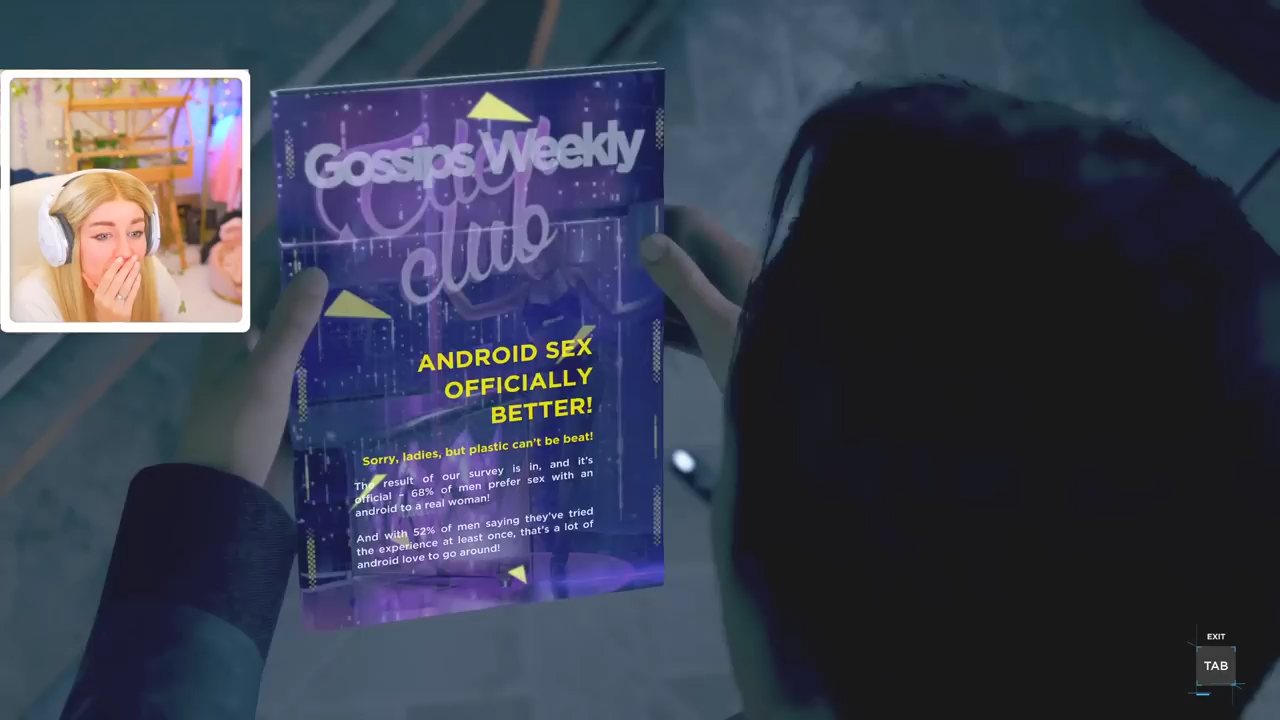 Gossips Weekly
club
ANDROID SEX
OFFICIALLY
BETTER!
Sorry, ladies, but plastic can't be beat!
The result of our survey is in, and it's
official – 68% of men prefer sex with an
android to a real woman!
And with 52% of men saying they've tried
the experience at least once, that's a lot of
android love to go around!
EXIT
TAB